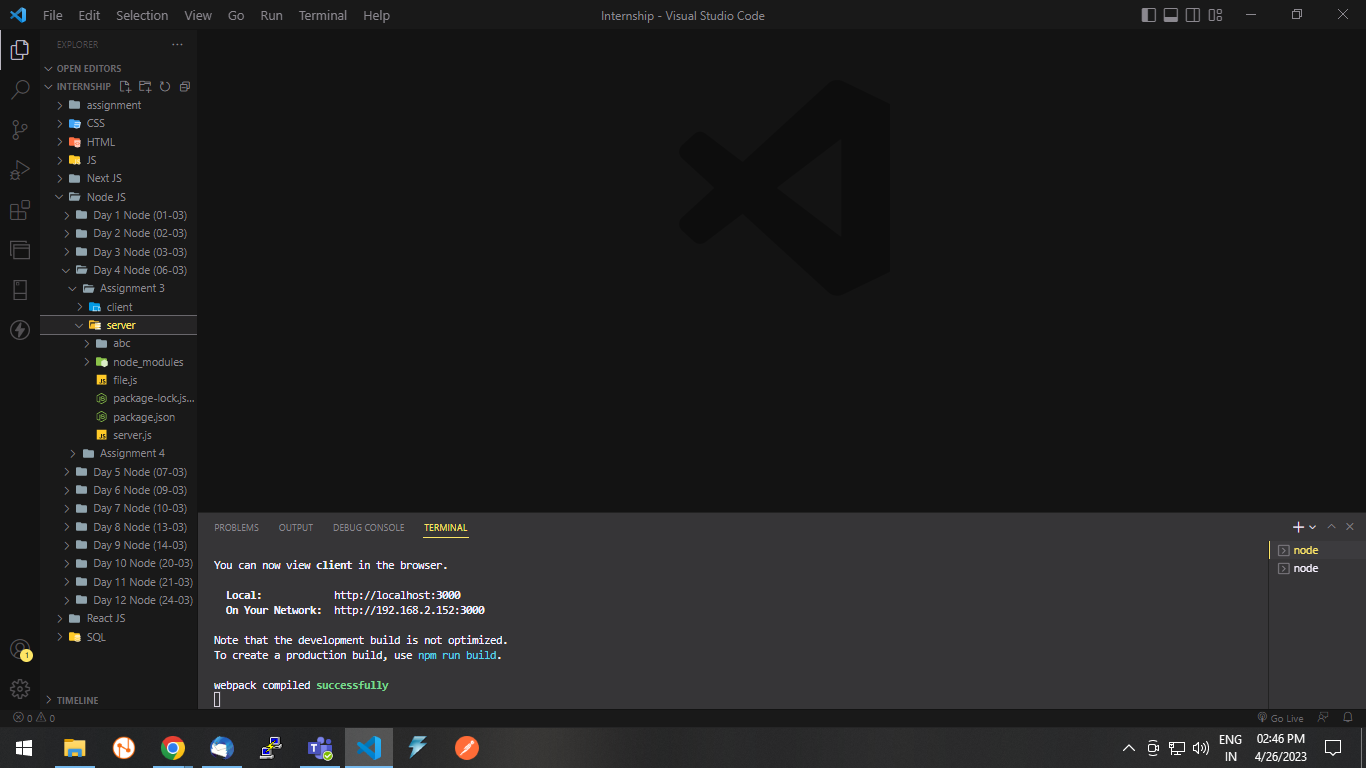 File Edit Selection View Go Run Terminal Help
Internship - Visual Studio Code
EXPLORER
OPEN EDITORS
INTERNSHIP
assignment
CSS
HTML
JS
Next JS
Node JS
Day 1 Node (01-03)
Day 2 Node (02-03)
Day 3 Node (03-03)
Day 4 Node (06-03)
Assignment 3
client
server
abc
node_modules
file.js
package-lock.js...
package.json
server.js
Assignment 4
Day 5 Node (07-03)
Day 6 Node (09-03)
Day 7 Node (10-03)
Day 8 Node (13-03)
Day 9 Node (14-03)
Day 10 Node (20-03)
Day 11 Node (21-03)
Day 12 Node (24-03)
React JS
SQL
TIMELINE
PROBLEMS OUTPUT DEBUG CONSOLE TERMINAL
You can now view client in the browser.
Local: http://localhost:3000
On Your Network: http://192.168.2.152:3000
Note that the development build is not optimized.
To create a production build, use npm run build.
webpack compiled successfully
node
node
1
0 0
Go Live
ENG
IN
02:46 PM
4/26/2023